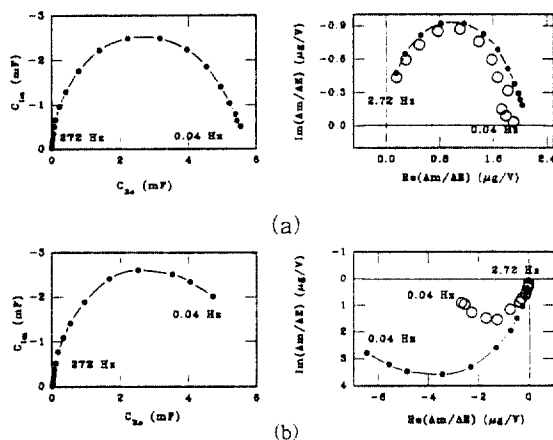 -3
-2
-1
0
C_Im (mF)
272 Hz
0.04 Hz
0 2 4 6
C_Re (mF)
-0.9
-0.6
-0.3
0.0
Im(Δm/ΔE) (μg/V)
2.72 Hz
0.04 Hz
0.0 0.8 1.6 2.4
Re(Δm/ΔE) (μg/V)
(a)
-3
-2
-1
0
C_Im (mF)
272 Hz
0.04 Hz
0 2 4 6
C_Re (mF)
-1
0
1
2
3
4
Im(Δm/ΔE) (μg/V)
2.72 Hz
0.04 Hz
0.04 Hz
-6 -4 -2 0
Re(Δm/ΔE) (μg/V)
(b)